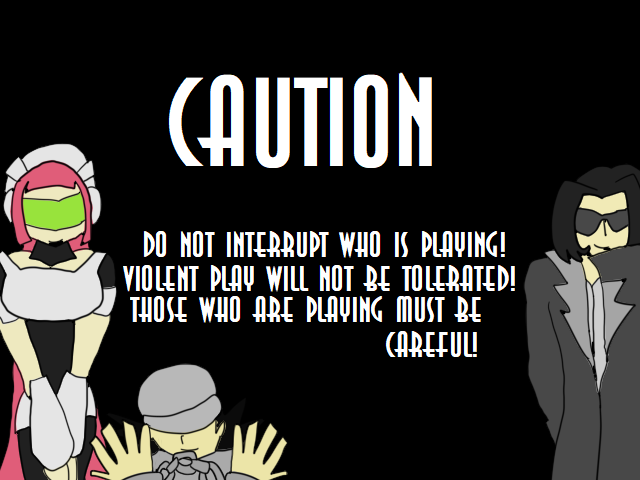 CAUTION
DO NOT INTERRUPT WHO IS PLAYING!
VIOLENT PLAY WILL NOT BE TOLERATED!
THOSE WHO ARE PLAYING MUST BE
CAREFUL!